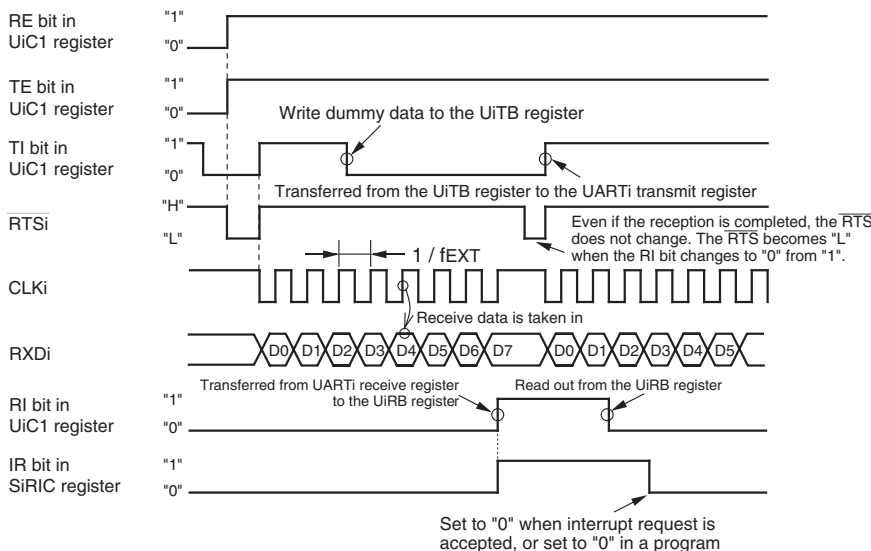 RE bit in
UiC1 register
"1"
"0"
TE bit in
UiC1 register
"1"
"0"
Write dummy data to the UiTB register
TI bit in
UiC1 register
"1"
"0"
Transferred from the UiTB register to the UARTi transmit register
RTSi
"H"
"L"
Even if the reception is completed, the RTS
does not change. The RTS becomes "L"
when the RI bit changes to "0" from "1".
1 / fEXT
CLKi
Receive data is taken in
RXDi
D0 D1 D2 D3 D4 D5 D6 D7 D0 D1 D2 D3 D4 D5
Transferred from UARTi receive register
to the UiRB register
Read out from the UiRB register
RI bit in
UiC1 register
"1"
"0"
IR bit in
SiRIC register
"1"
"0"
Set to "0" when interrupt request is
accepted, or set to "0" in a program